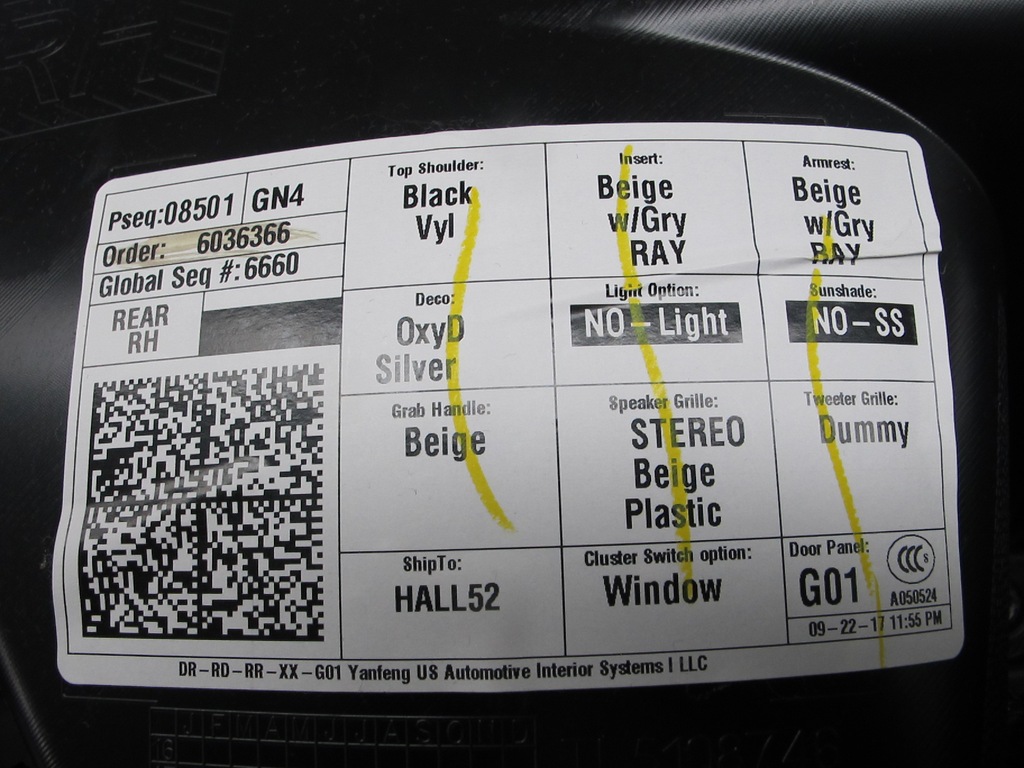 Pseq:08501 GN4
Order: 6036366
Global Seq #:6660
REAR
RH
Top Shoulder:
Black
Vyl
Insert:
Beige
w/Gry
RAY
Armrest:
Beige
w/Gry
RAY
Deco:
OxyD
Silver
Light Option:
NO-Light
Sunshade:
NO-SS
Grab Handle:
Beige
Speaker Grille:
STEREO
Beige
Plastic
Tweeter Grille:
Dummy
ShipTo:
HALL52
Cluster Switch option:
Window
Door Panel:
G01
CCC S
A050524
09-22-17 11:55 PM
DR-RD-RR-XX-G01 Yanfeng US Automotive Interior Systems I LLC
J F M A M J J A S O N D
16